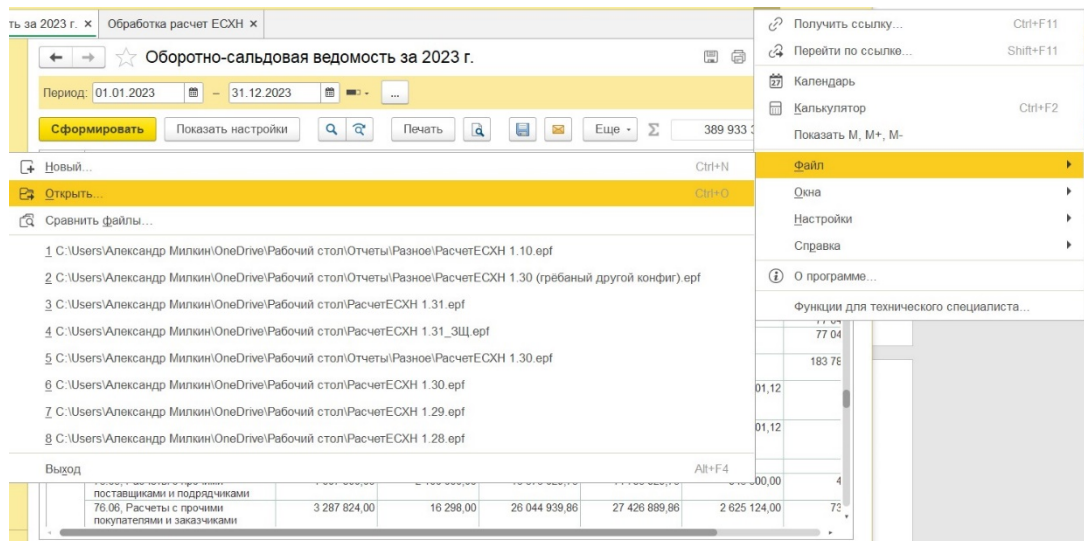 ть за 2023 г. × Обработка расчет ЕСХН ×
Оборотно-сальдовая ведомость за 2023 г.
Период: 01.01.2023 – 31.12.2023 ...
Сформировать Показать настройки Печать Еще Σ 389 933
Получить ссылку... Ctrl+F11
Перейти по ссылке... Shift+F11
27 Календарь
Калькулятор Ctrl+F2
Показать M, M+, M-
Файл
Окна
Настройки
Справка
О программе...
Функции для технического специалиста...
Новый... Ctrl+N
Открыть... Ctrl+O
Сравнить файлы...
1 C:\Users\Александр Милкин\OneDrive\Рабочий стол\Отчеты\Разное\РасчетЕСХН 1.10.epf
2 C:\Users\Александр Милкин\OneDrive\Рабочий стол\Отчеты\Разное\РасчетЕСХН 1.30 (грёбаный другой конфиг).epf
3 C:\Users\Александр Милкин\OneDrive\Рабочий стол\РасчетЕСХН 1.31.epf
4 C:\Users\Александр Милкин\OneDrive\Рабочий стол\РасчетЕСХН 1.31_ЗЩ.epf
5 C:\Users\Александр Милкин\OneDrive\Рабочий стол\Отчеты\Разное\РасчетЕСХН 1.30.epf
6 C:\Users\Александр Милкин\OneDrive\Рабочий стол\РасчетЕСХН 1.30.epf
7 C:\Users\Александр Милкин\OneDrive\Рабочий стол\РасчетЕСХН 1.29.epf
8 C:\Users\Александр Милкин\OneDrive\Рабочий стол\РасчетЕСХН 1.28.epf
Выход Alt+F4
77 04
183 78
01,12
01,12
поставщиками и подрядчиками
76.06, Расчеты с прочими 3 287 824,00 16 298,00 26 044 939,86 27 426 889,86 2 625 124,00 73
покупателями и заказчиками